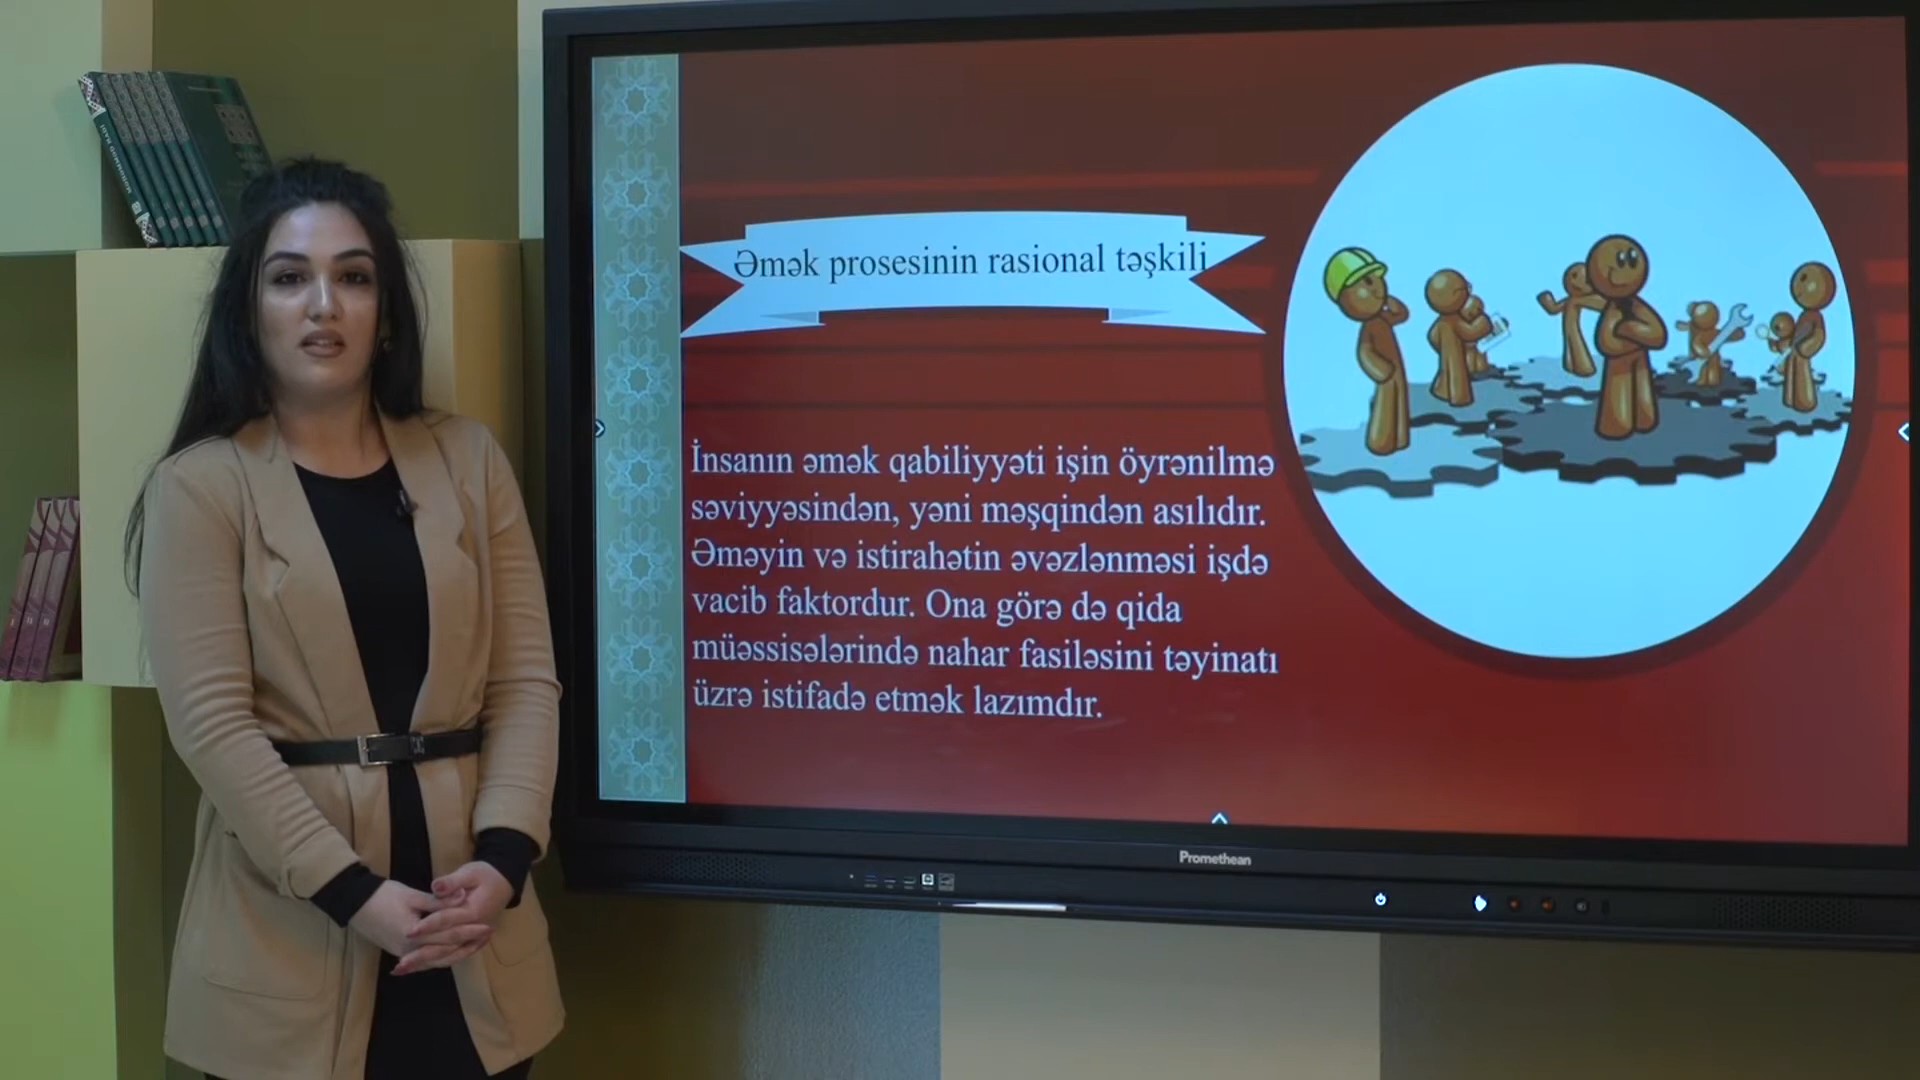 Əmək prosesinin rasional təşkili
İnsanın əmək qabiliyyəti işin öyrənilmə
səviyyəsindən, yəni məşqindən asılıdır.
Əməyin və istirahətin əvəzlənməsi işdə
vacib faktordur. Ona görə də qida
müəssisələrində nahar fasiləsini təyinatı
üzrə istifadə etmək lazımdır.
Promethean